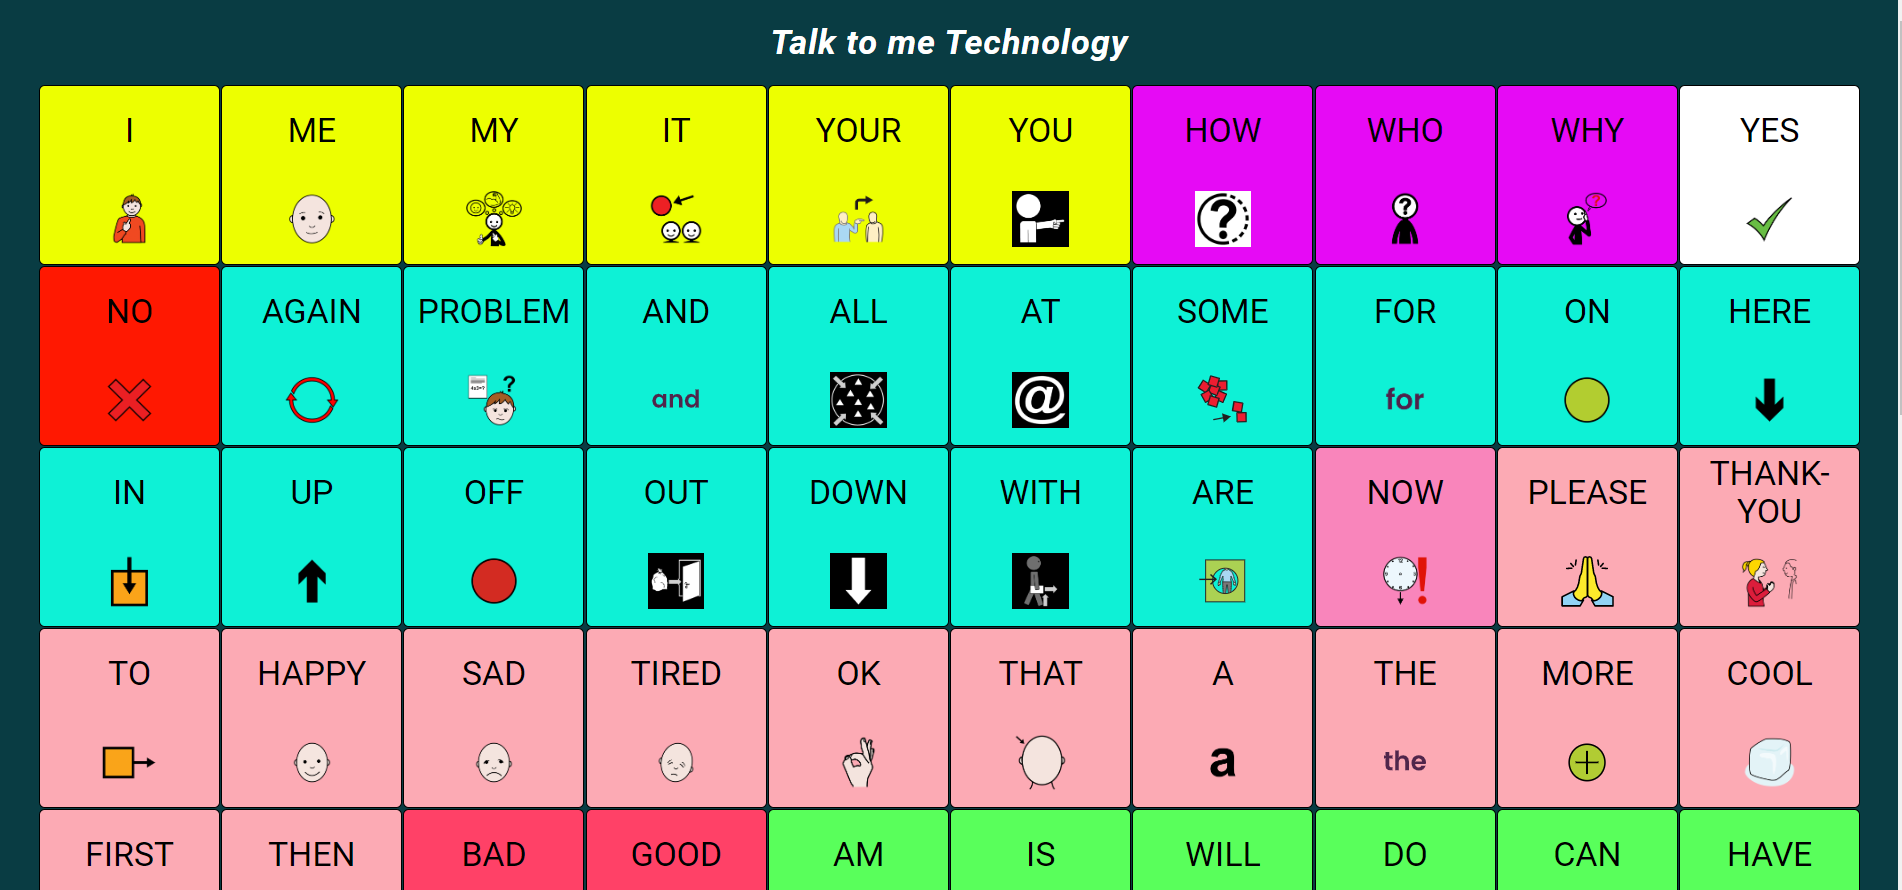 Talk to me Technology
I
ME
MY
IT
YOUR
YOU
HOW
WHO
WHY
YES
NO
AGAIN
PROBLEM
AND
ALL
AT
SOME
FOR
ON
HERE
and
@
for
IN
UP
OFF
OUT
DOWN
WITH
ARE
NOW
PLEASE
THANK-
YOU
TO
HAPPY
SAD
TIRED
OK
THAT
A
THE
MORE
COOL
a
the
FIRST
THEN
BAD
GOOD
AM
IS
WILL
DO
CAN
HAVE